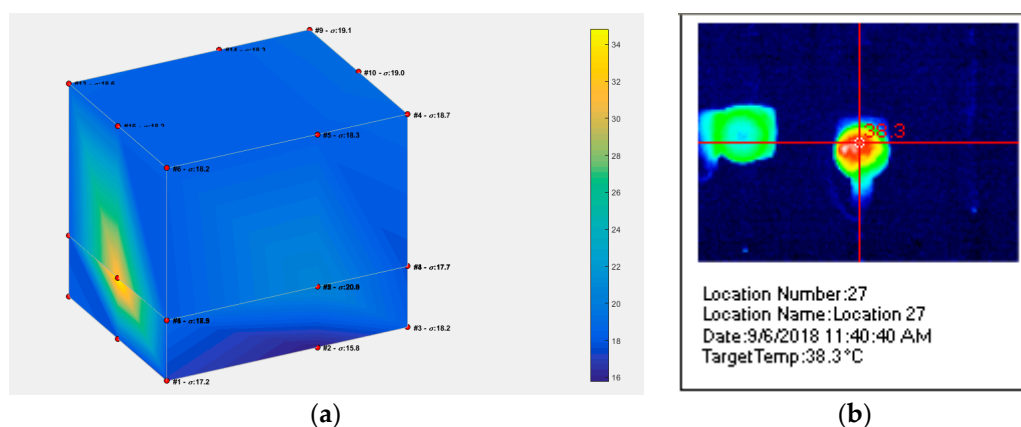 #9 - σ:19.1
#10 - σ:19.0
#4 - σ:18.7
#5 - σ:18.3
#6 - σ:18.2
#8 - σ:17.7
#8 - σ:20.8
#8 - σ:18.9
#3 - σ:18.2
#2 - σ:15.8
#1 - σ:17.2
34
32
30
28
26
24
22
20
18
16
(a)
38.3
Location Number:27
Location Name:Location 27
Date:9/6/2018 11:40:40 AM
TargetTemp:38.3°C
(b)